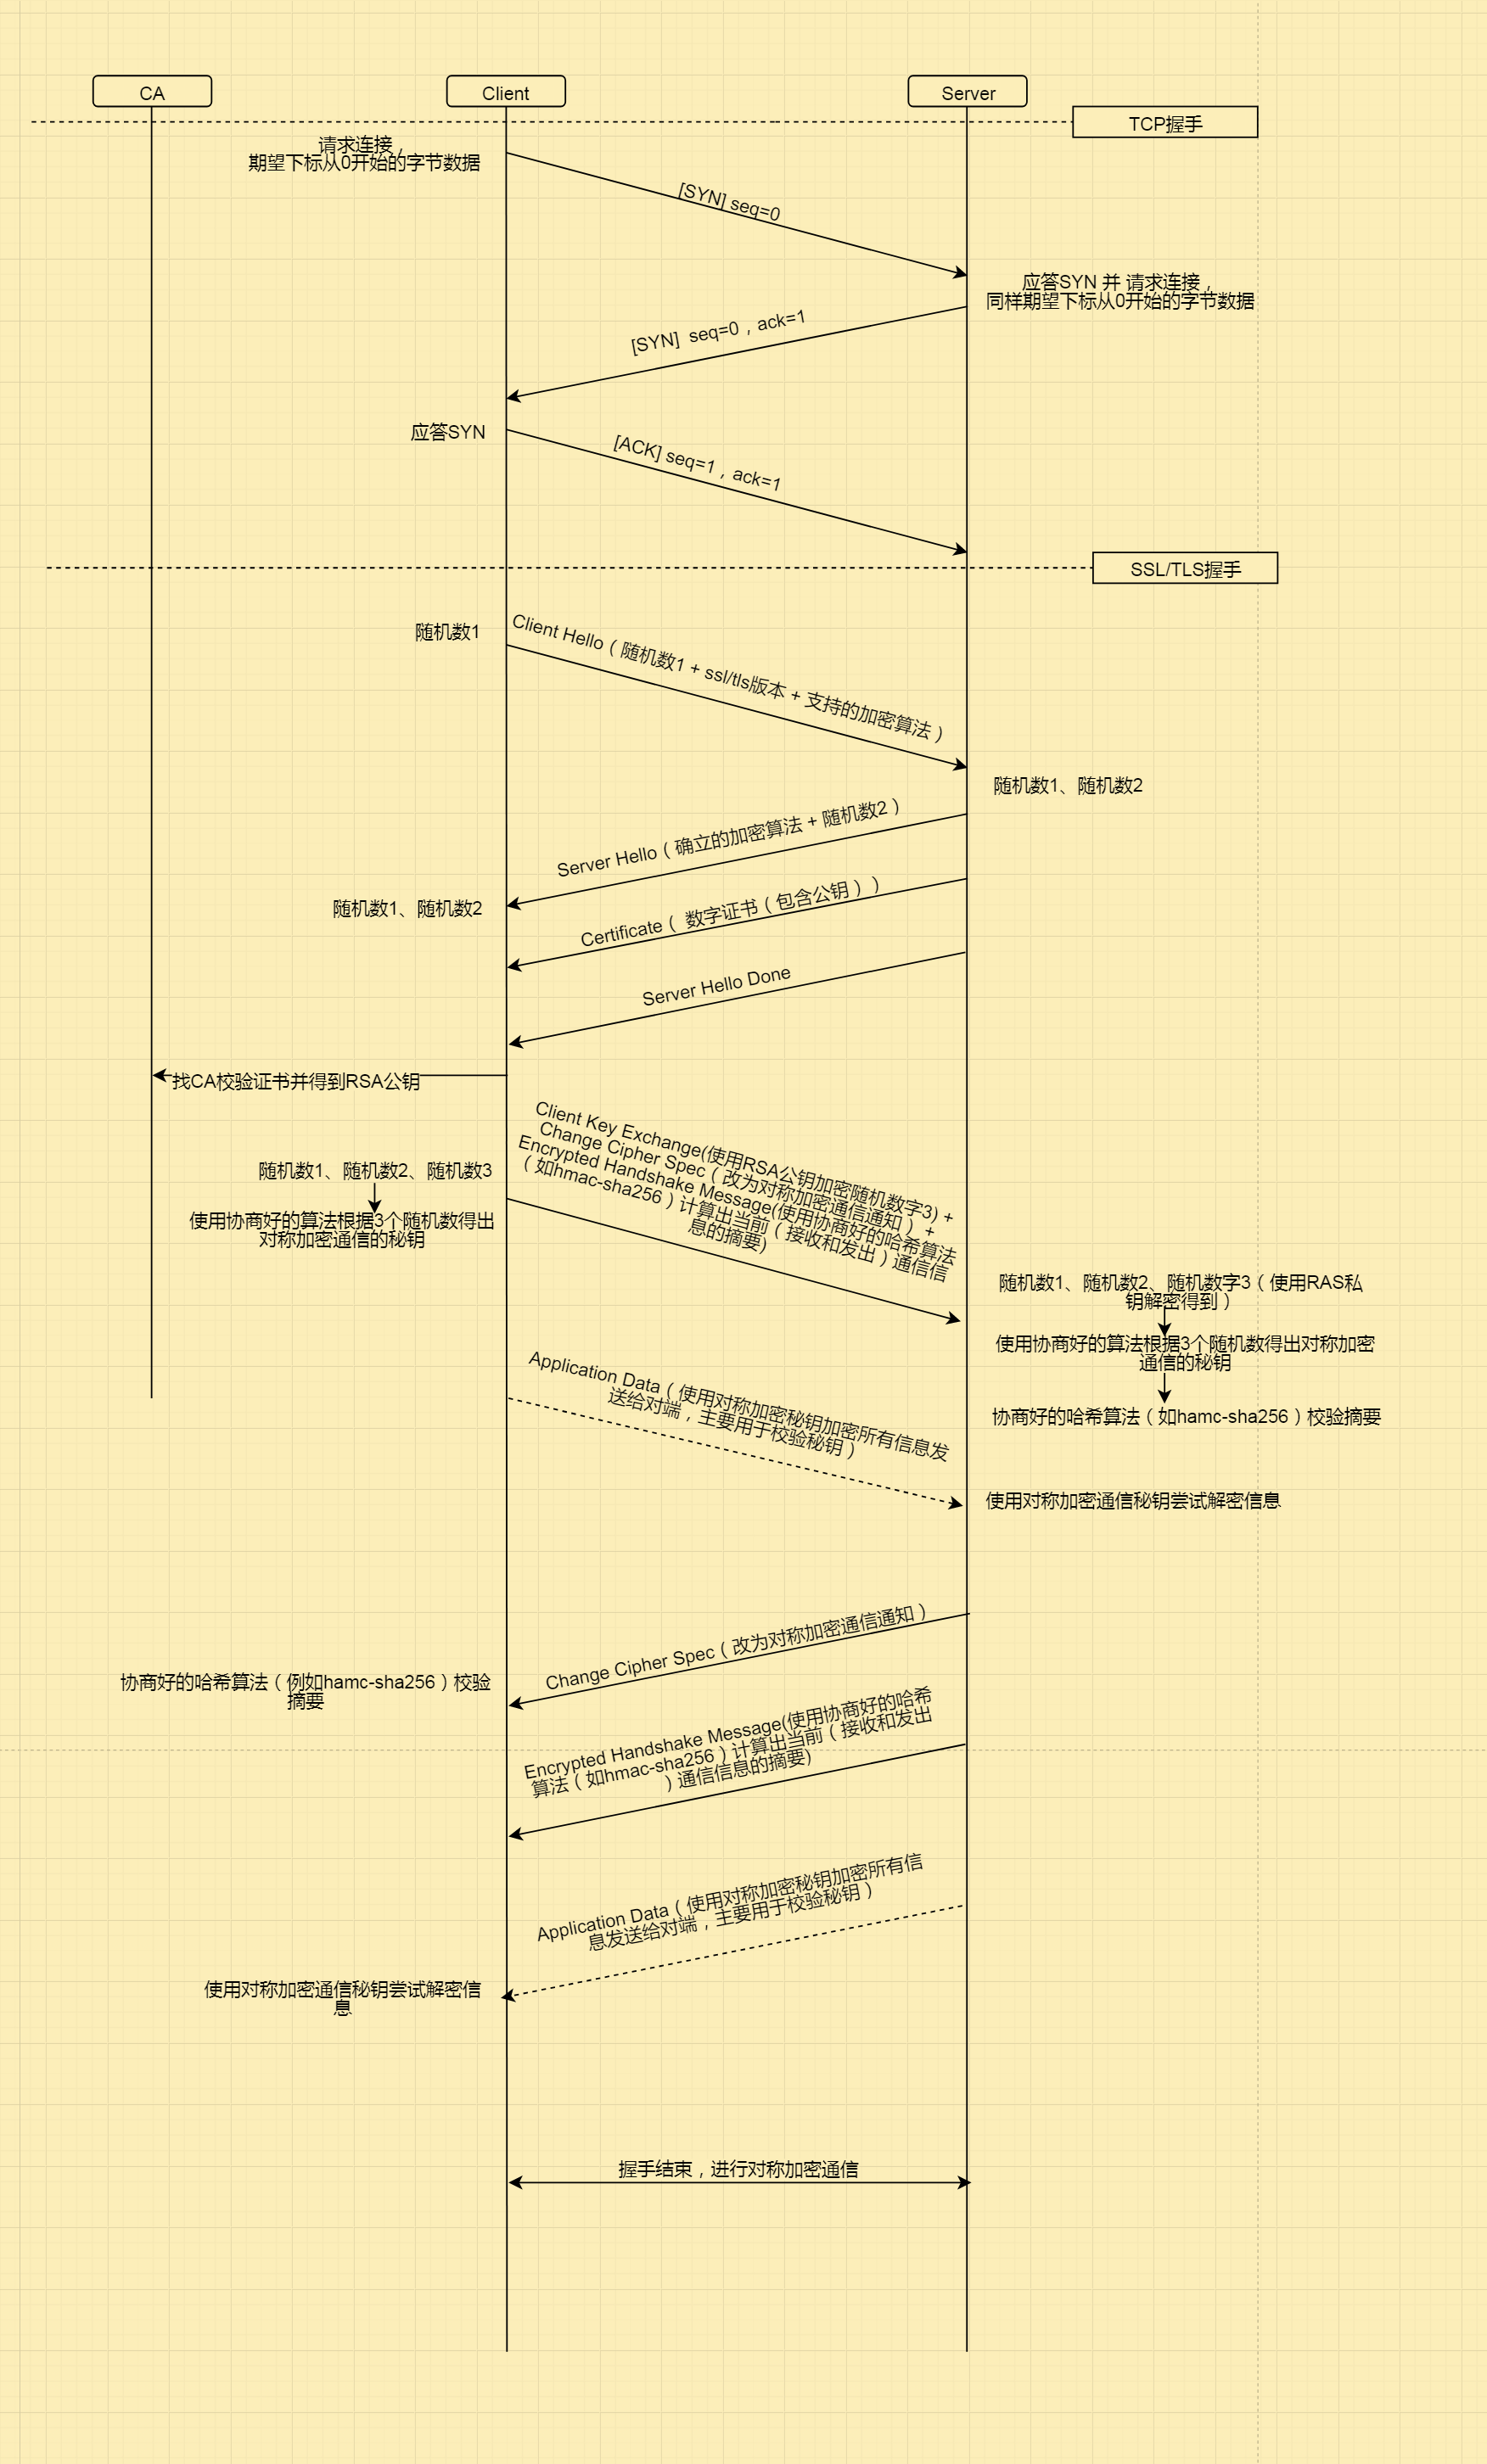 CA
Client
Server
TCP握手
请求连接，
期望下标从0开始的字节数据
[SYN] seq=0
应答SYN 并 请求连接，
同样期望下标从0开始的字节数据
[SYN]  seq=0，ack=1
应答SYN
[ACK] seq=1，ack=1
SSL/TLS握手
随机数1
Client Hello（随机数1 + ssl/tls版本 + 支持的加密算法）
随机数1、随机数2
Server Hello（确立的加密算法 + 随机数2）
随机数1、随机数2
Certificate（ 数字证书（包含公钥））
Server Hello Done
找CA校验证书并得到RSA公钥
Client Key Exchange(使用RSA公钥加密随机数字3) +
Change Cipher Spec（改为对称加密通信通知） +
Encrypted Handshake Message(使用协商好的哈希算法
（如hmac-sha256）计算出当前（接收和发出）通信信
息的摘要)
随机数1、随机数2、随机数3
使用协商好的算法根据3个随机数得出
对称加密通信的秘钥
随机数1、随机数2、随机数字3（使用RAS私
钥解密得到）
使用协商好的算法根据3个随机数得出对称加密
通信的秘钥
协商好的哈希算法（如hamc-sha256）校验摘要
Application Data（使用对称加密秘钥加密所有信息发
送给对端，主要用于校验秘钥）
使用对称加密通信秘钥尝试解密信息
Change Cipher Spec（改为对称加密通信通知）
协商好的哈希算法（例如hamc-sha256）校验
摘要
Encrypted Handshake Message(使用协商好的哈希
算法（如hmac-sha256）计算出当前（接收和发出
）通信信息的摘要)
Application Data（使用对称加密秘钥加密所有信
息发送给对端，主要用于校验秘钥）
使用对称加密通信秘钥尝试解密信
息
握手结束，进行对称加密通信